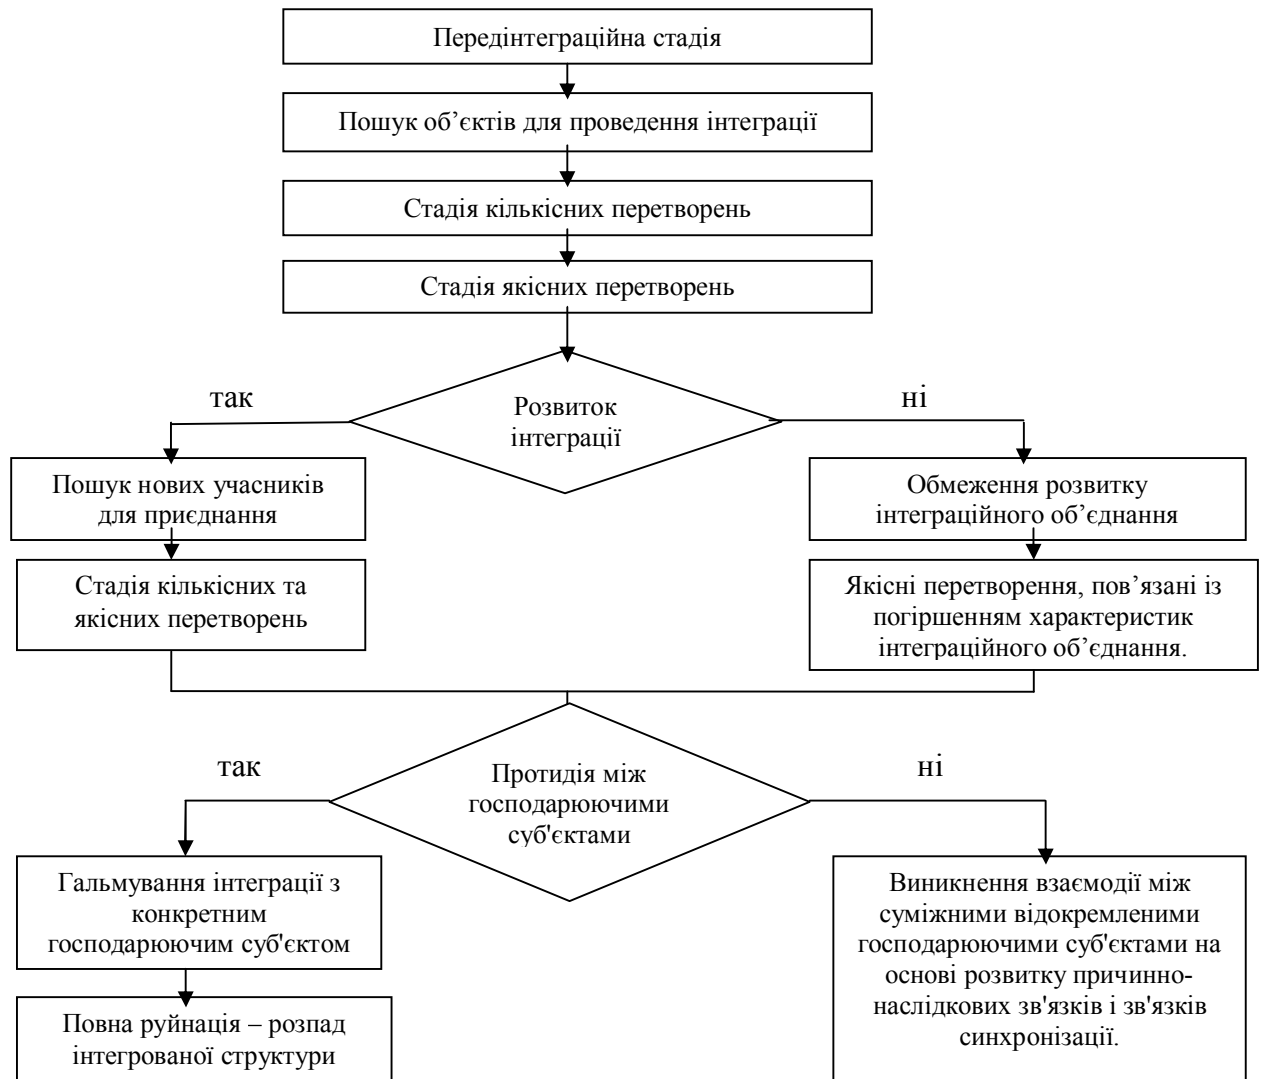 Передінтеграційна стадія
Пошук об’єктів для проведення інтеграції
Стадія кількісних перетворень
Стадія якісних перетворень
так
ні
Розвиток
інтеграції
Пошук нових учасників
для приєднання
Обмеження розвитку
інтеграційного об’єднання
Стадія кількісних та
якісних перетворень
Якісні перетворення, пов’язані із
погіршенням характеристик
інтеграційного об’єднання.
так
ні
Протидія між
господарюючими
суб'єктами
Гальмування інтеграції з
конкретним
господарюючим суб'єктом
Виникнення взаємодії між
суміжними відокремленими
господарюючими суб'єктами на
основі розвитку причинно-
наслідкових зв'язків і зв'язків
синхронізації.
Повна руйнація – розпад
інтегрованої структури